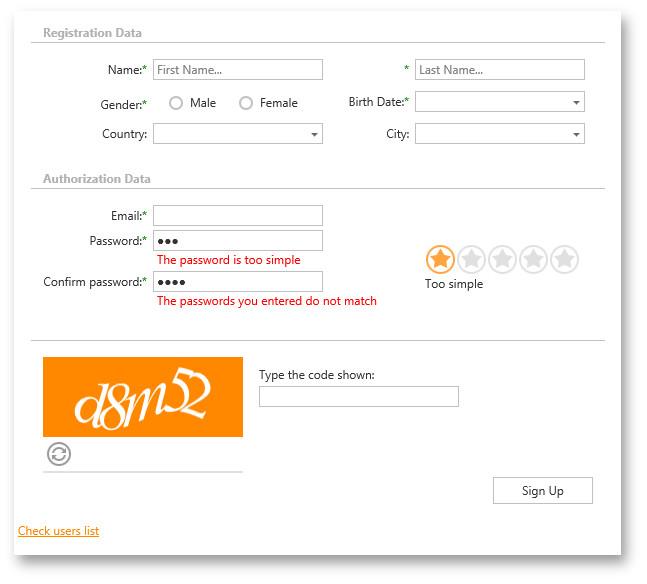 Registration Data
Name:* First Name... * Last Name...
Gender:* Male Female Birth Date:*
Country: City:
Authorization Data
Email:*
Password:* ●●●
The password is too simple
Confirm password:* ●●●●
The passwords you entered do not match
Too simple
d8m52
Type the code shown:
Sign Up
Check users list